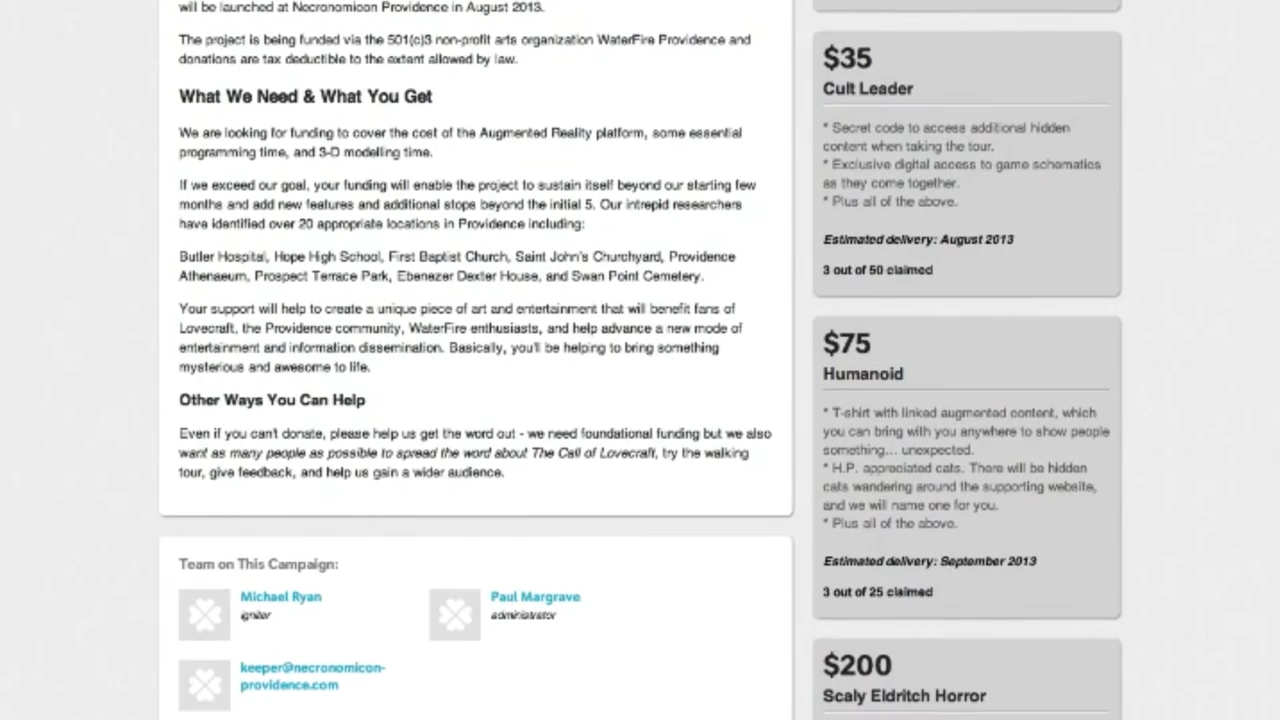 will be launched at Necronomicon Providence in August 2013.
The project is being funded via the 501(c)3 non-profit arts organization WaterFire Providence and
donations are tax deductible to the extent allowed by law.
What We Need & What You Get
We are looking for funding to cover the cost of the Augmented Reality platform, some essential
programming time, and 3-D modelling time.
If we exceed our goal, your funding will enable the project to sustain itself beyond our starting few
months and add new features and additional stops beyond the initial 5. Our intrepid researchers
have identified over 20 appropriate locations in Providence including:
Butler Hospital, Hope High School, First Baptist Church, Saint John's Churchyard, Providence
Athenaeum, Prospect Terrace Park, Ebenezer Dexter House, and Swan Point Cemetery.
Your support will help to create a unique piece of art and entertainment that will benefit fans of
Lovecraft, the Providence community, WaterFire enthusiasts, and help advance a new mode of
entertainment and information dissemination. Basically, you'll be helping to bring something
mysterious and awesome to life.
Other Ways You Can Help
Even if you can't donate, please help us get the word out - we need foundational funding but we also
want as many people as possible to spread the word about The Call of Lovecraft, try the walking
tour, give feedback, and help us gain a wider audience.
Team on This Campaign:
Michael Ryan
igniter
Paul Margrave
administrator
keeper@necronomicon-
providence.com
$35
Cult Leader
* Secret code to access additional hidden
content when taking the tour.
* Exclusive digital access to game schematics
as they come together.
* Plus all of the above.
Estimated delivery: August 2013
3 out of 50 claimed
$75
Humanoid
* T-shirt with linked augmented content, which
you can bring with you anywhere to show people
something... unexpected.
* H.P. appreciated cats. There will be hidden
cats wandering around the supporting website,
and we will name one for you.
* Plus all of the above.
Estimated delivery: September 2013
3 out of 25 claimed
$200
Scaly Eldritch Horror